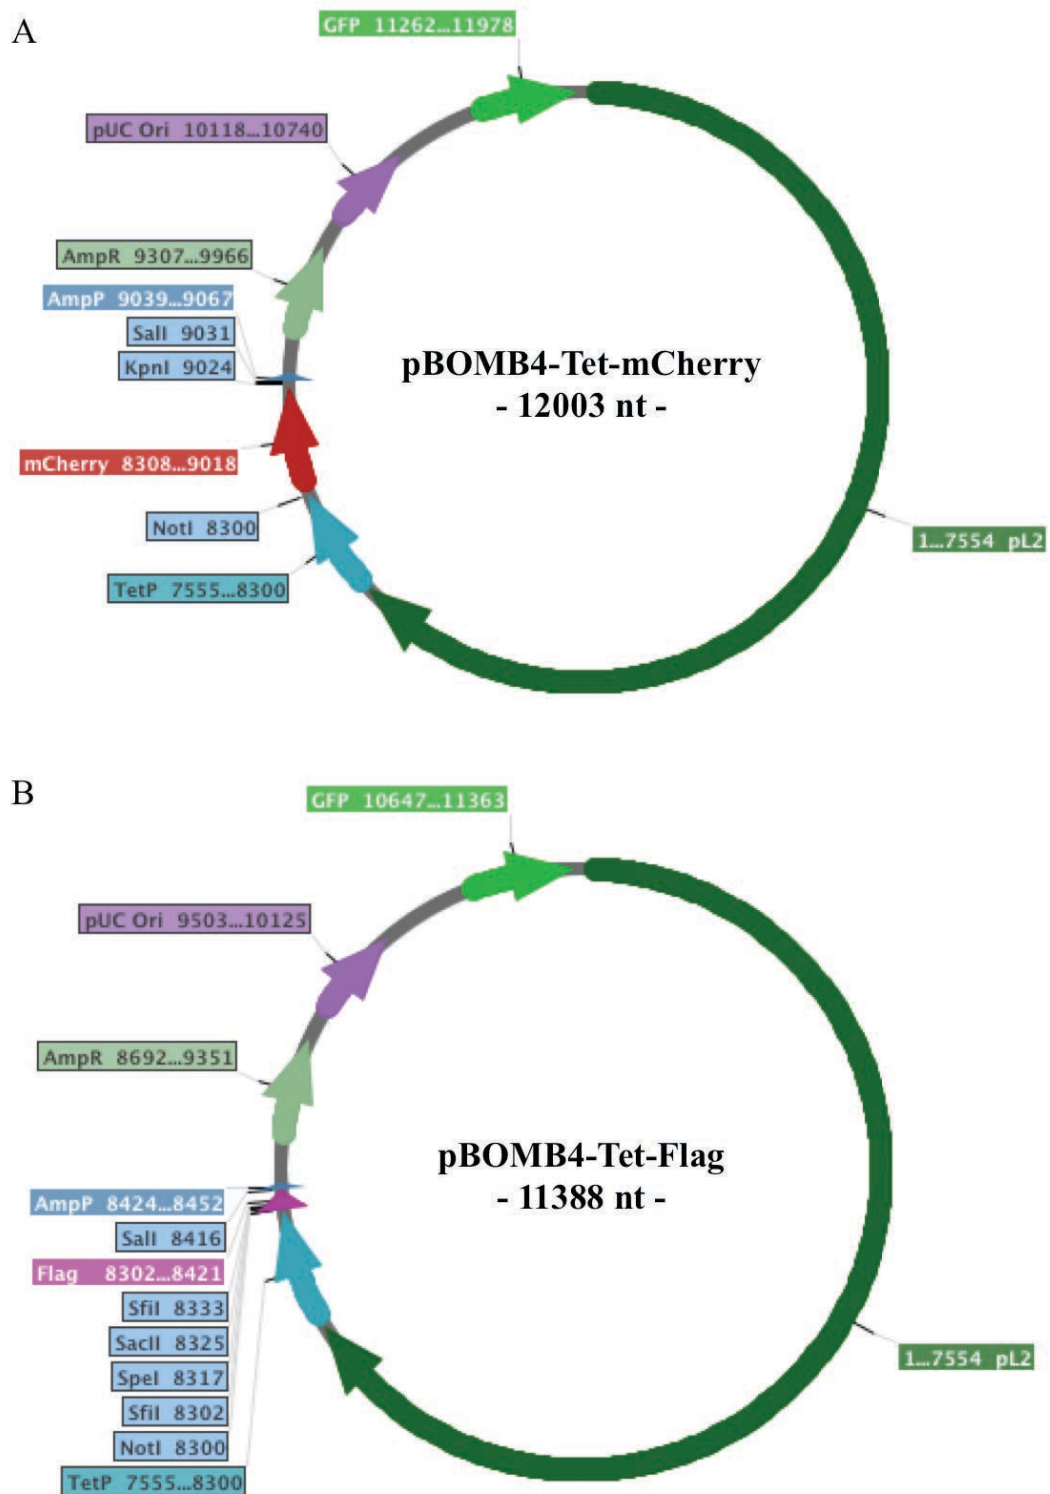 A
GFP 11262...11978
pUC Ori 10118...10740
AmpR 9307...9966
AmpP 9039...9067
SalI 9031
KpnI 9024
pBOMB4-Tet-mCherry
- 12003 nt -
mCherry 8308...9018
NotI 8300
1...7554 pL2
TetP 7555...8300
B
GFP 10647...11363
pUC Ori 9503...10125
AmpR 8692...9351
pBOMB4-Tet-Flag
- 11388 nt -
AmpP 8424...8452
SalI 8416
Flag 8302...8421
SfiI 8333
SacII 8325
1...7554 pL2
SpeI 8317
SfiI 8302
NotI 8300
TetP 7555...8300